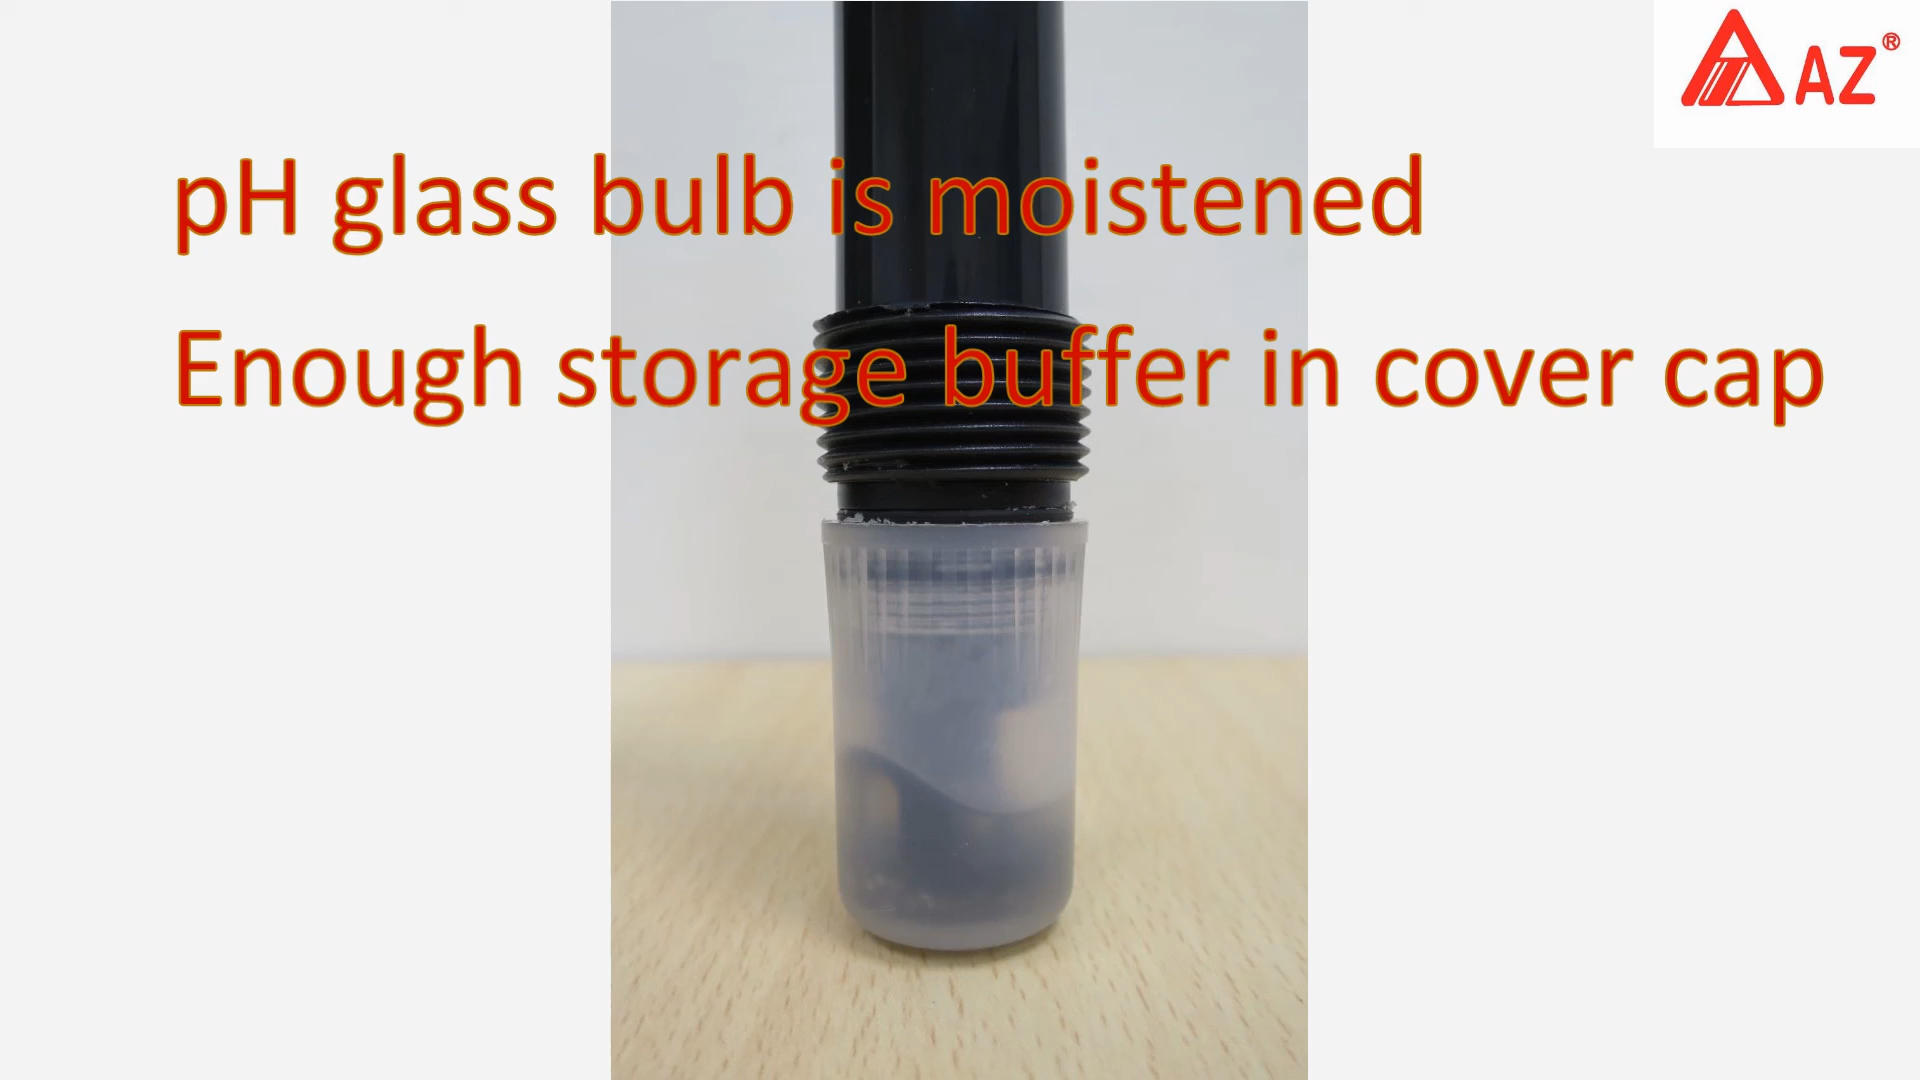 AZ®
pH glass bulb is moistened
Enough storage buffer in cover cap